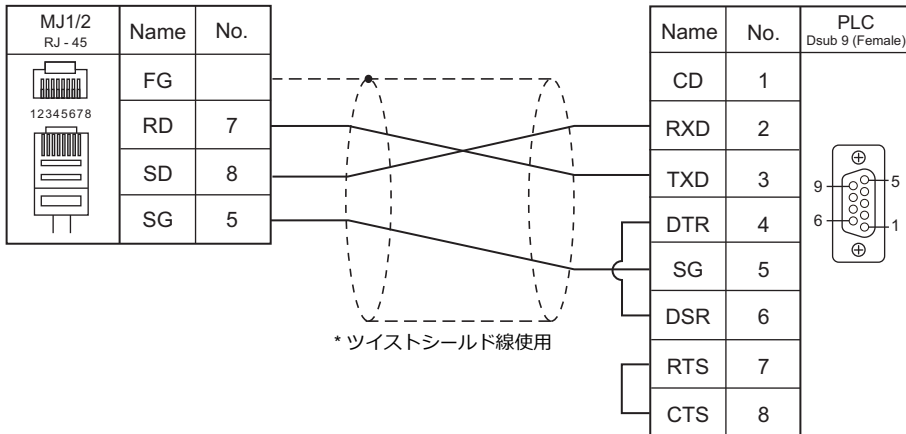 MJ1/2
RJ - 45
Name No.
12345678
FG
RD 7
SD 8
SG 5
* ツイストシールド線使用
Name No.
PLC
Dsub 9 (Female)
CD 1
RXD 2
TXD 3
DTR 4
SG 5
DSR 6
RTS 7
CTS 8
9 5
6 1